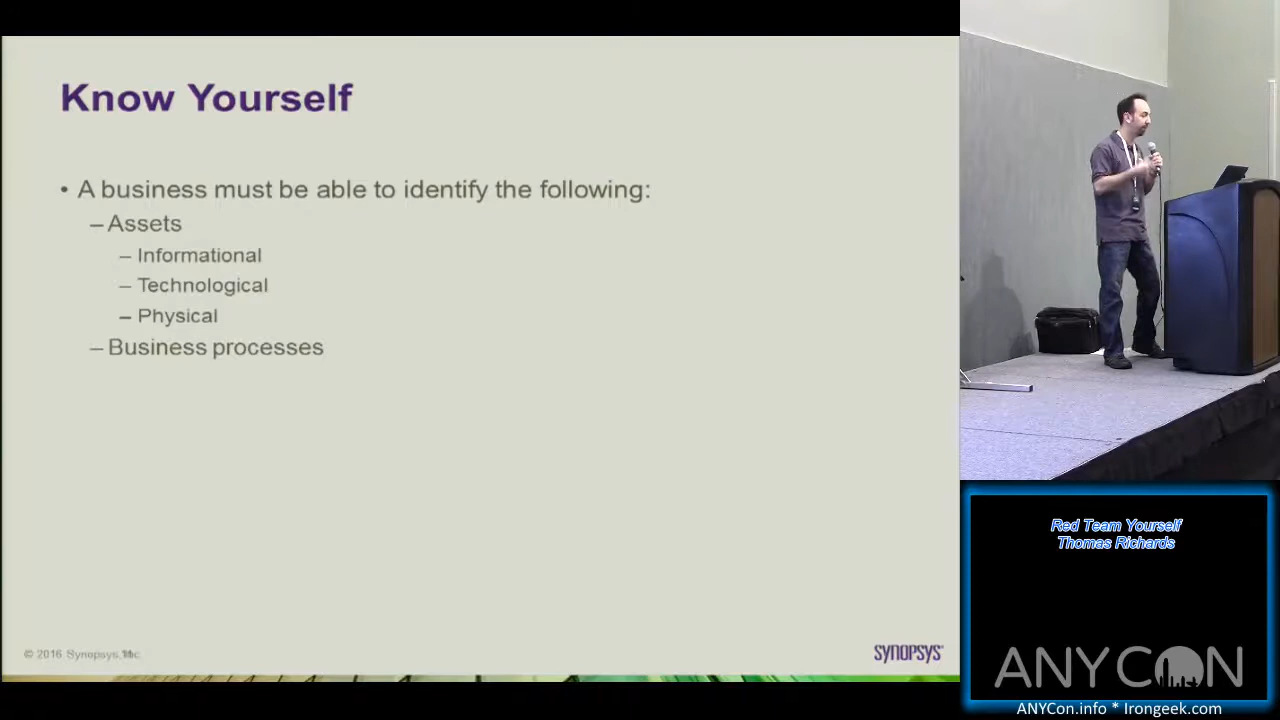 Know Yourself
• A business must be able to identify the following:
– Assets
– Informational
– Technological
– Physical
– Business processes
© 2016 Synopsys, Inc.
SYNOPSYS®
Red Team Yourself
Thomas Richards
ANYCON
ANYCon.info * Irongeek.com